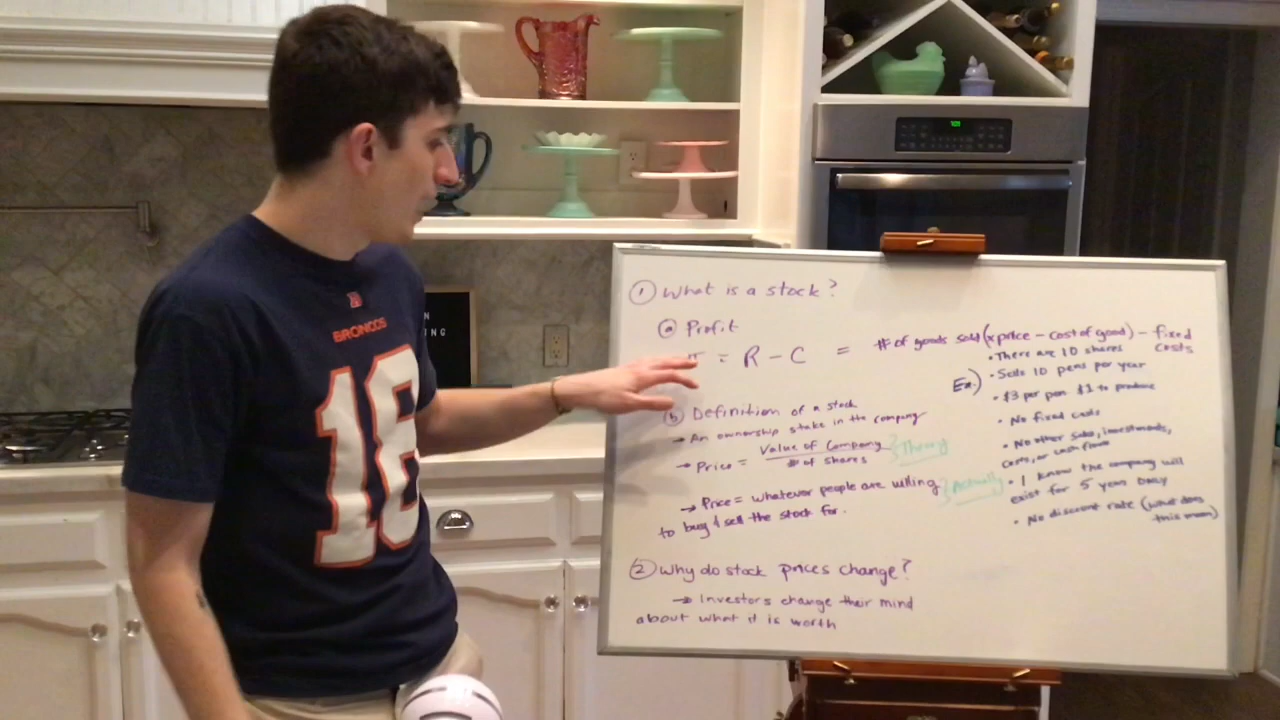 ① What is a stock?
ⓐ Profit
= R - C = # of goods sold (x price - cost of good) - fixed costs
ⓑ Definition of a stock
→ An ownership stake in the company
→ Price = Value of Company / # of shares } Theory
→ Price = whatever people are willing } Actually
to buy & sell the stock for.
② Why do stock prices change?
→ Investors change their mind
about what it is worth
Ex.)
• There are 10 shares
• Sells 10 pens per year
• $3 per pen $1 to produce
• No fixed costs
• No other sales, investments,
costs, or cash flows
• I know the company will
exist for 5 years only
• No discount rate (what does
this mean)
BRONCOS
18
N
NG